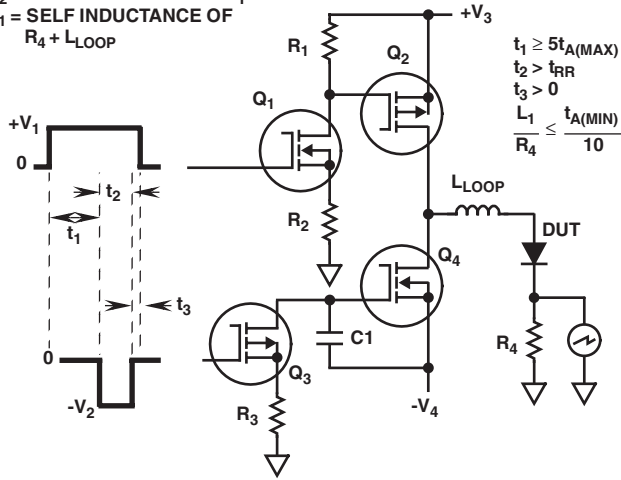 1 = SELF INDUCTANCE OF
R4 + LLOOP
+V3
R1
Q2
t1 ≥ 5tA(MAX)
t2 > tRR
t3 > 0
L1/R4 ≤ tA(MIN)/10
Q1
+V1
0
t2
t1
R2
LLOOP
DUT
Q4
t3
0
C1
R4
Q3
-V2
R3
-V4